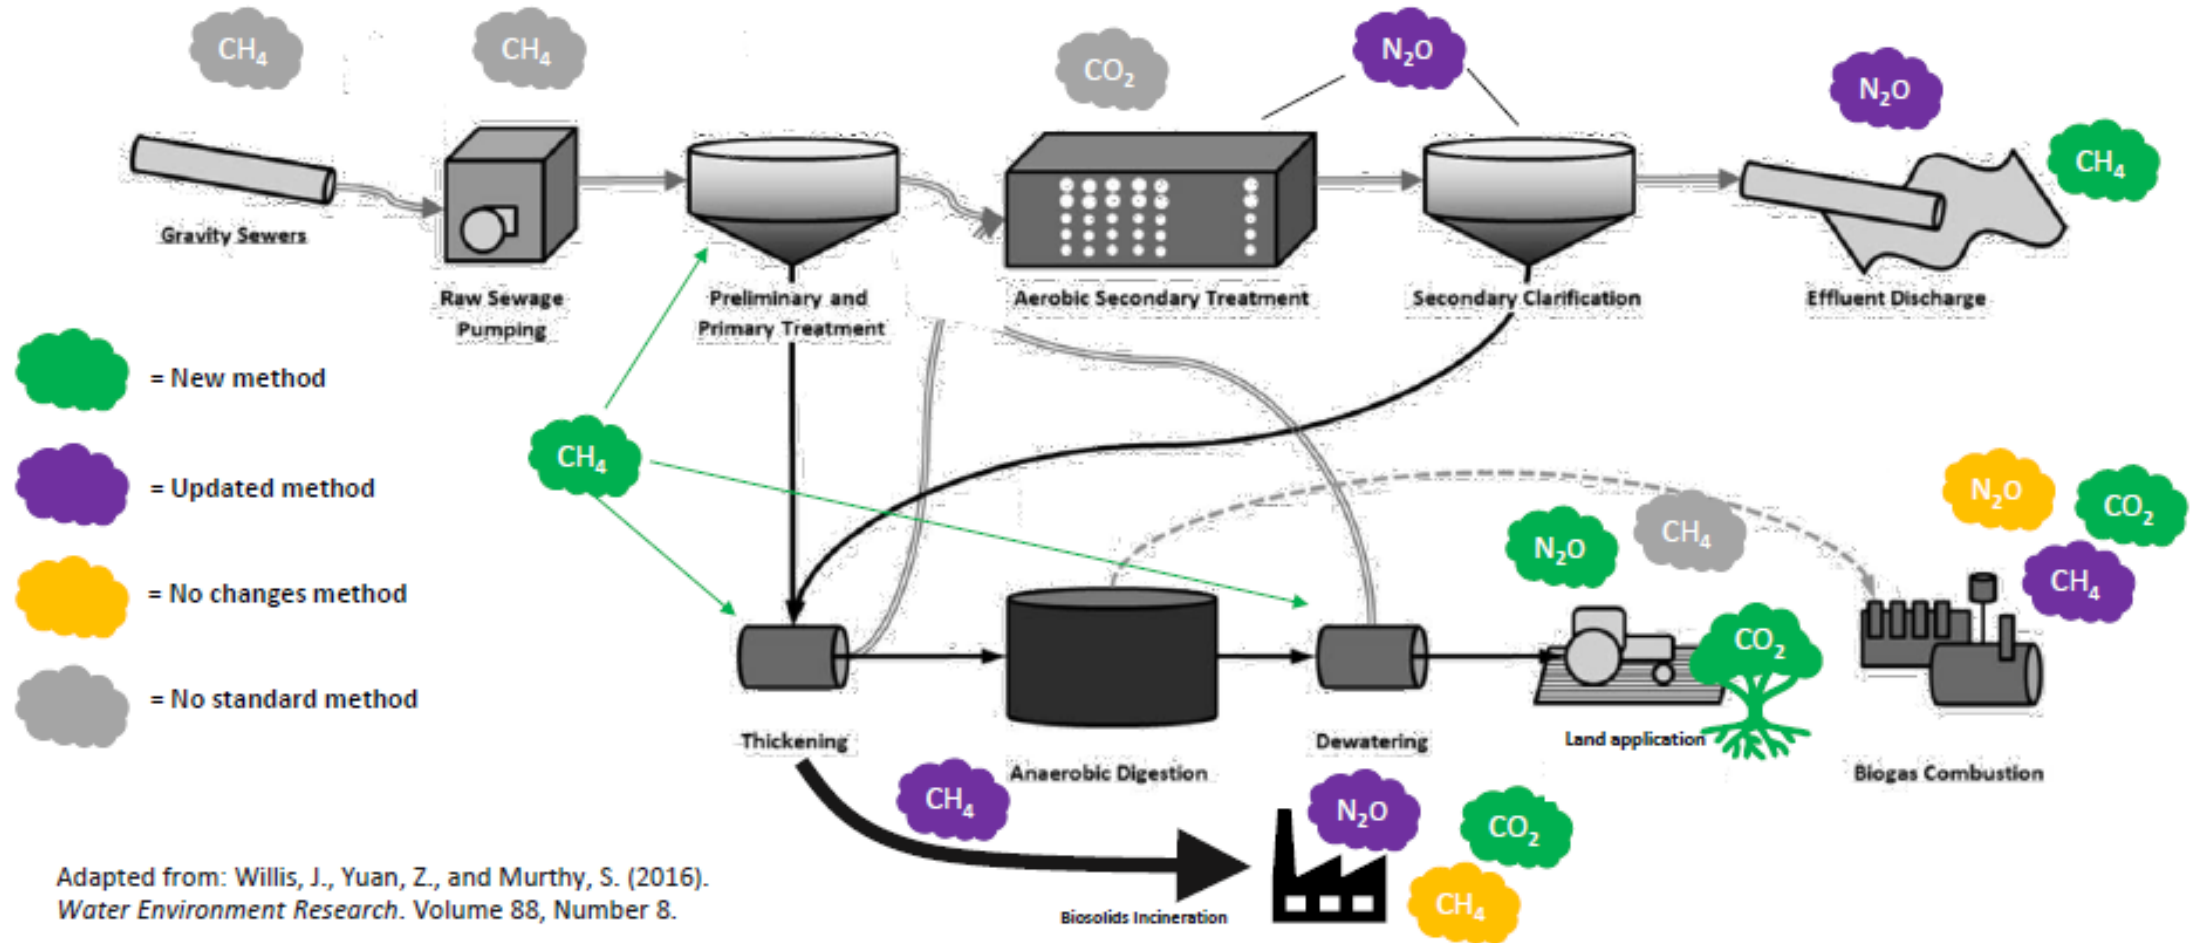 CH₄
CH₄
CO₂
N₂O
N₂O
CH₄
Gravity Sewers
Raw Sewage
Pumping
Preliminary and
Primary Treatment
Aerobic Secondary Treatment
Secondary Clarification
Effluent Discharge
= New method
= Updated method
= No changes method
= No standard method
CH₄
N₂O
CH₄
N₂O
CO₂
CH₄
CO₂
Thickening
Anaerobic Digestion
Dewatering
Land application
Biogas Combustion
CH₄
N₂O
CO₂
CH₄
Biosolids Incineration
Adapted from: Willis, J., Yuan, Z., and Murthy, S. (2016).
Water Environment Research. Volume 88, Number 8.